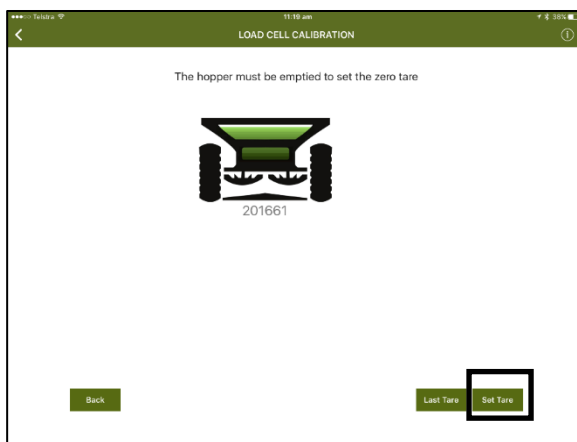 Telstra 11:19 am 38%
LOAD CELL CALIBRATION
The hopper must be emptied to set the zero tare
201661
Back Last Tare Set Tare